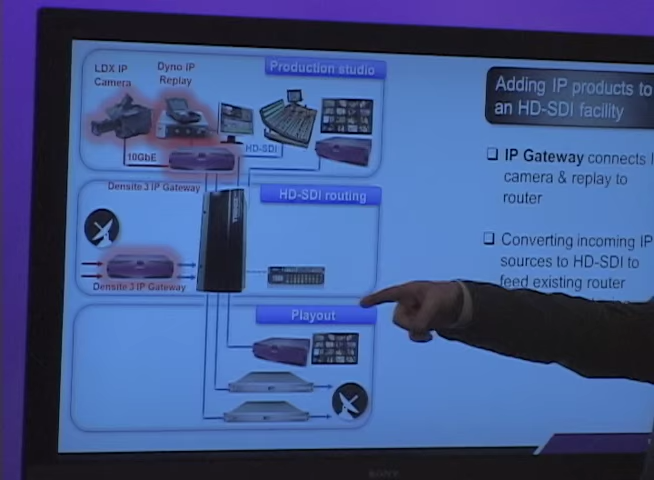 Production studio
LDX IP
Camera
Dyno IP
Replay
10GbE
HD-SDI
Densite 3 IP Gateway
HD-SDI routing
Densite 3 IP Gateway
Playout
Adding IP products to
an HD-SDI facility
❑ IP Gateway connects
camera & replay to
router
❑ Converting incoming IP
sources to HD-SDI to
feed existing router
SONY